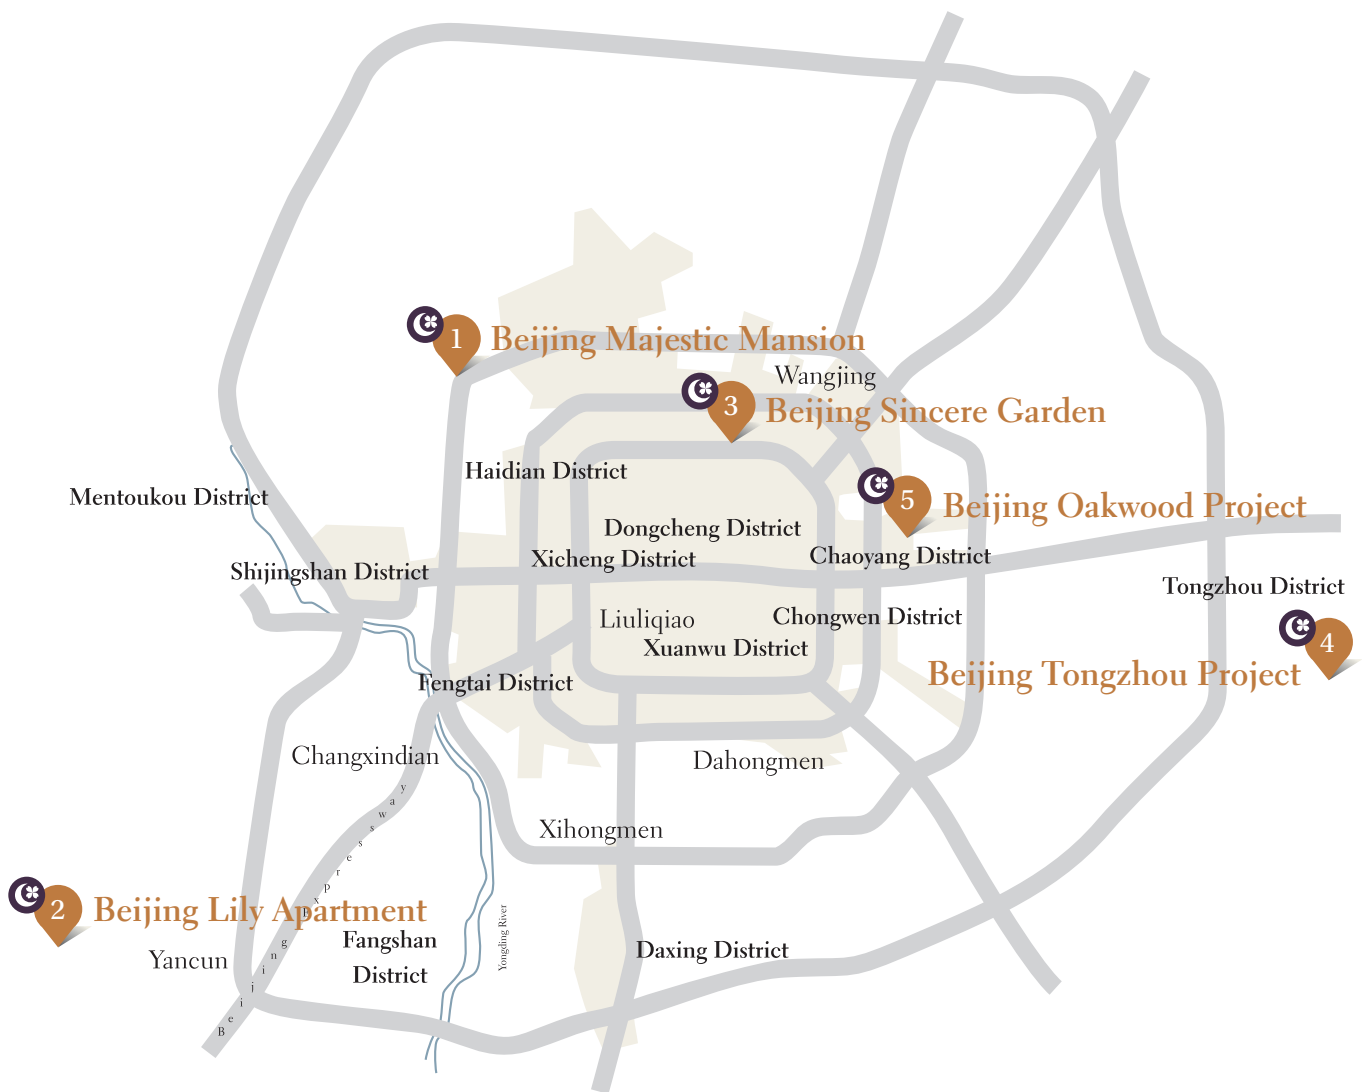 1
Beijing Majestic Mansion
Wangjing
3
Beijing Sincere Garden
Haidian District
Mentoukou District
5
Beijing Oakwood Project
Dongcheng District
Xicheng District
Chaoyang District
Shijingshan District
Tongzhou District
Liuliqiao
Chongwen District
4
Xuanwu District
Beijing Tongzhou Project
Fengtai District
Changxindian
Dahongmen
Xihongmen
2
Beijing Lily Apartment
Beijing Expressway
Fangshan
District
Yongding River
Daxing District
Yancun